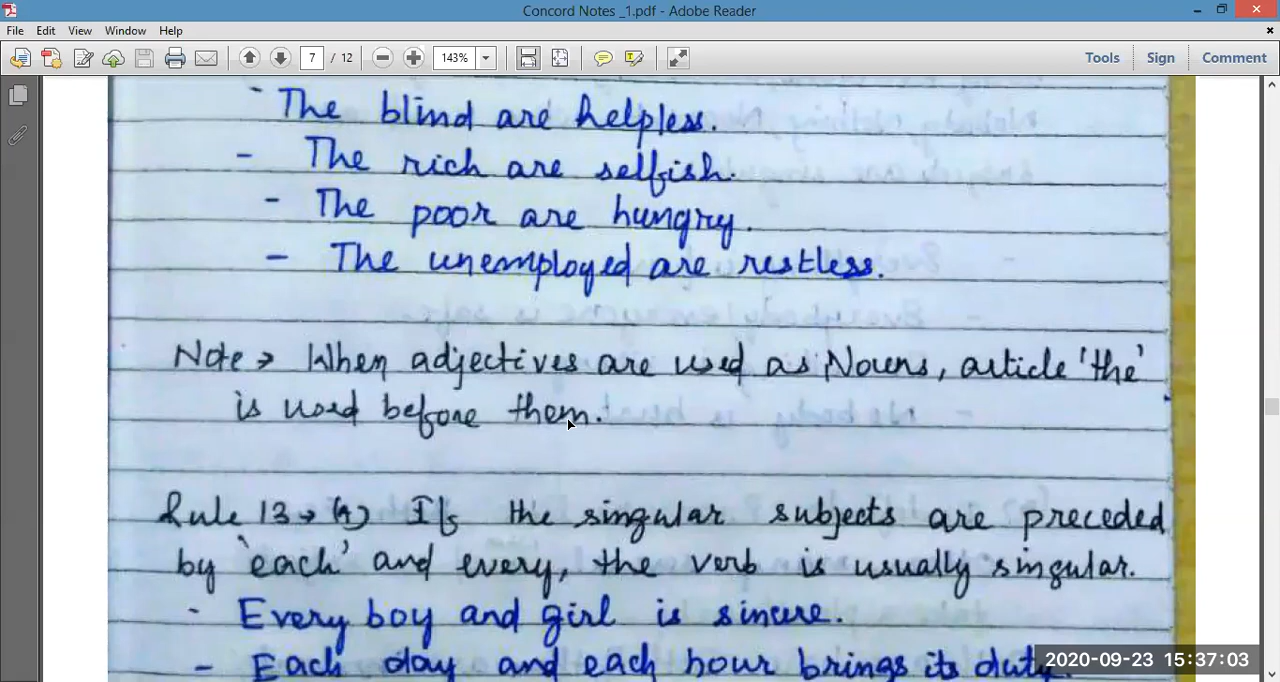 Concord Notes _1.pdf - Adobe Reader
File Edit View Window Help
7 / 12 143% Tools Sign Comment
- The blind are helpless.
- The rich are selfish.
- The poor are hungry.
- The unemployed are restless.
Note → When adjectives are used as Nouns, article 'the'
is used before them.
Rule 13 → (a) If the singular subjects are preceded
by 'each' and every, the verb is usually singular.
- Every boy and girl is sincere.
- Each day and each hour brings its duty.
2020-09-23 15:37:03